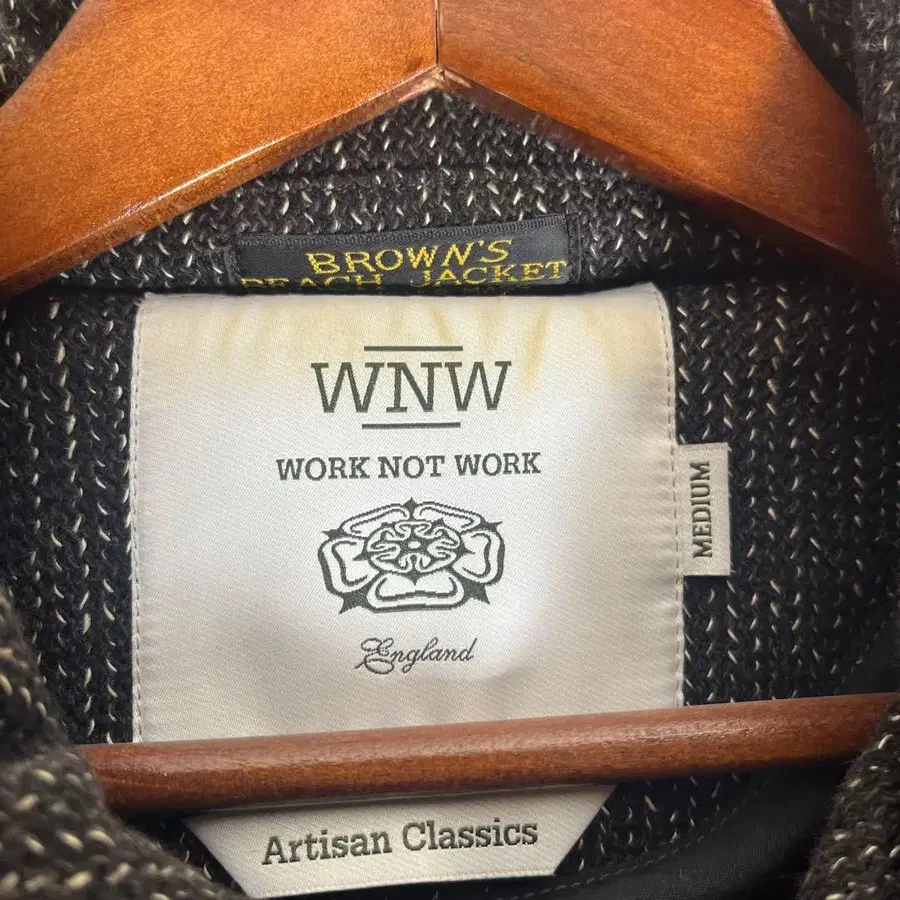 BROWN'S
BEACH JACKET
WNW
WORK NOT WORK
England
MEDIUM
Artisan Classics